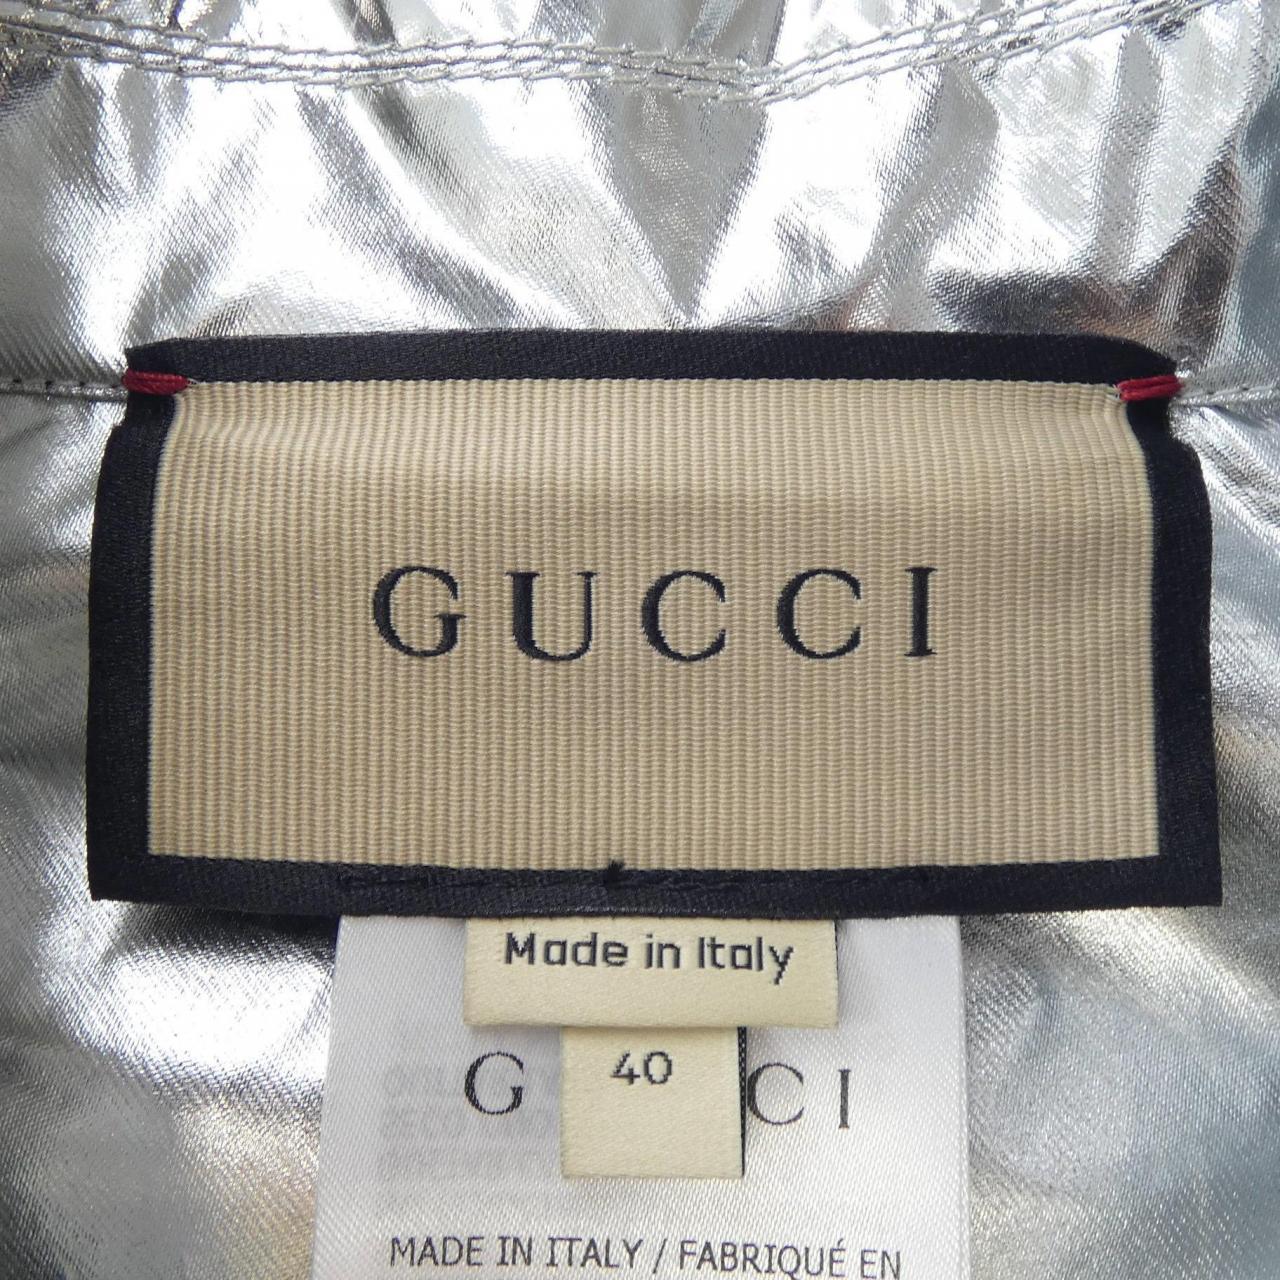 GUCCI
Made in Italy
40
G CI
MADE IN ITALY / FABRIQUÉ EN